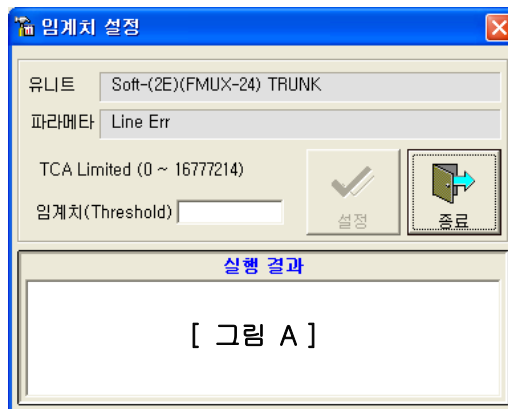 임계치 설정
유니트 Soft-(2E)(FMUX-24) TRUNK
파라메타 Line Err
TCA Limited (0 ~ 16777214)
임계치(Threshold)
설정
종료
실행 결과
[ 그림 A ]